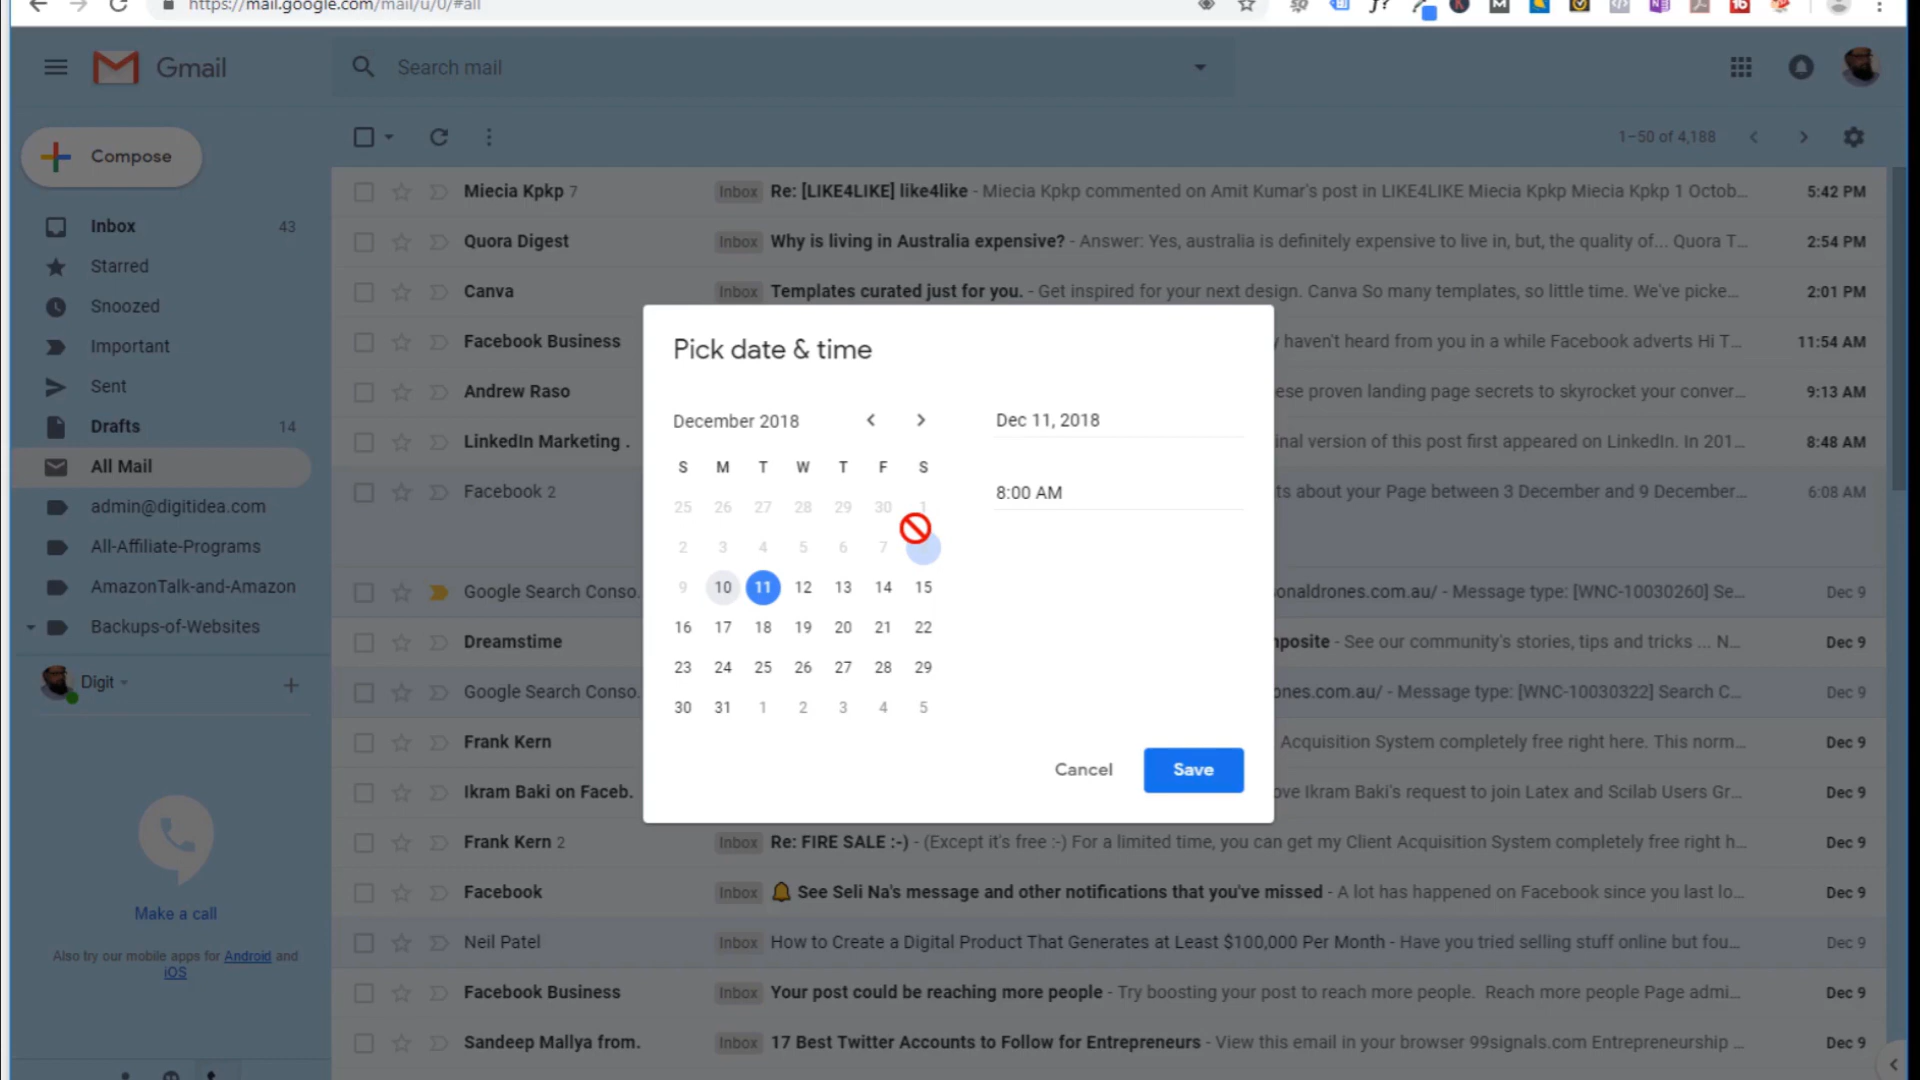 https://mail.google.com/mail/u/0/#all
Gmail
Search mail
1–50 of 4,188
Compose
Inbox 43
Starred
Snoozed
Important
Sent
Drafts 14
All Mail
admin@digitidea.com
All-Affiliate-Programs
AmazonTalk-and-Amazon
Backups-of-Websites
Digit
Make a call
Also try our mobile apps for Android and
iOS
Miecia Kpkp 7 Inbox Re: [LIKE4LIKE] like4like - Miecia Kpkp commented on Amit Kumar's post in LIKE4LIKE Miecia Kpkp Miecia Kpkp 1 Octob... 5:42 PM
Quora Digest Inbox Why is living in Australia expensive? - Answer: Yes, australia is definitely expensive to live in, but, the quality of... Quora T... 2:54 PM
Canva Inbox Templates curated just for you. - Get inspired for your next design. Canva So many templates, so little time. We've picke... 2:01 PM
Facebook Business haven't heard from you in a while Facebook adverts Hi T... 11:54 AM
Andrew Raso ese proven landing page secrets to skyrocket your conver... 9:13 AM
LinkedIn Marketing . inal version of this post first appeared on LinkedIn. In 201... 8:48 AM
Facebook 2 ts about your Page between 3 December and 9 December... 6:08 AM
Google Search Conso. onaldrones.com.au/ - Message type: [WNC-10030260] Se... Dec 9
Dreamstime posite - See our community's stories, tips and tricks ... N... Dec 9
Google Search Conso. ones.com.au/ - Message type: [WNC-10030322] Search C... Dec 9
Frank Kern Acquisition System completely free right here. This norm... Dec 9
Ikram Baki on Faceb. ove Ikram Baki's request to join Latex and Scilab Users Gr... Dec 9
Frank Kern 2 Inbox Re: FIRE SALE :-) - (Except it's free :-) For a limited time, you can get my Client Acquisition System completely free right h... Dec 9
Facebook Inbox 🔔 See Seli Na's message and other notifications that you've missed - A lot has happened on Facebook since you last lo... Dec 9
Neil Patel Inbox How to Create a Digital Product That Generates at Least $100,000 Per Month - Have you tried selling stuff online but fou... Dec 9
Facebook Business Inbox Your post could be reaching more people - Try boosting your post to reach more people. Reach more people Page admi... Dec 9
Sandeep Mallya from. Inbox 17 Best Twitter Accounts to Follow for Entrepreneurs - View this email in your browser 99signals.com Entrepreneurship ... Dec 9
Pick date & time
December 2018
S M T W T F S
25 26 27 28 29 30 1
2 3 4 5 6 7
9 10 11 12 13 14 15
16 17 18 19 20 21 22
23 24 25 26 27 28 29
30 31 1 2 3 4 5
Dec 11, 2018
8:00 AM
Cancel
Save